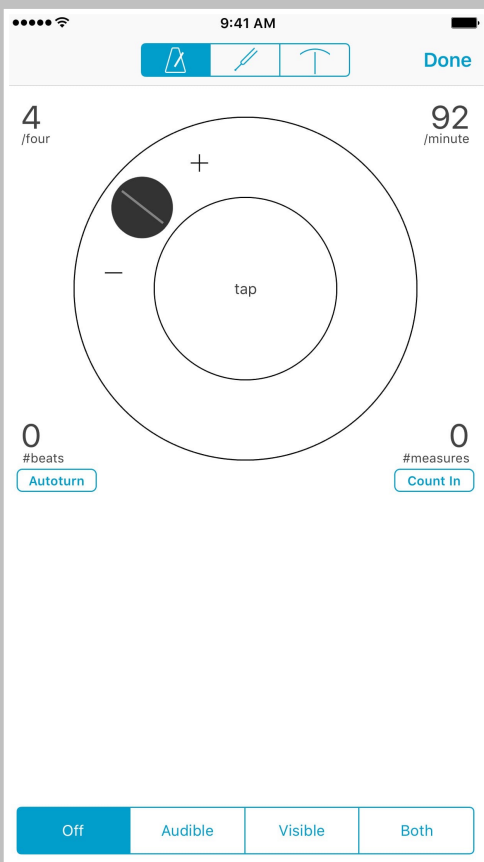 9:41 AM
Done
4
/four
92
/minute
+
−
tap
0
#beats
Autoturn
0
#measures
Count In
Off
Audible
Visible
Both